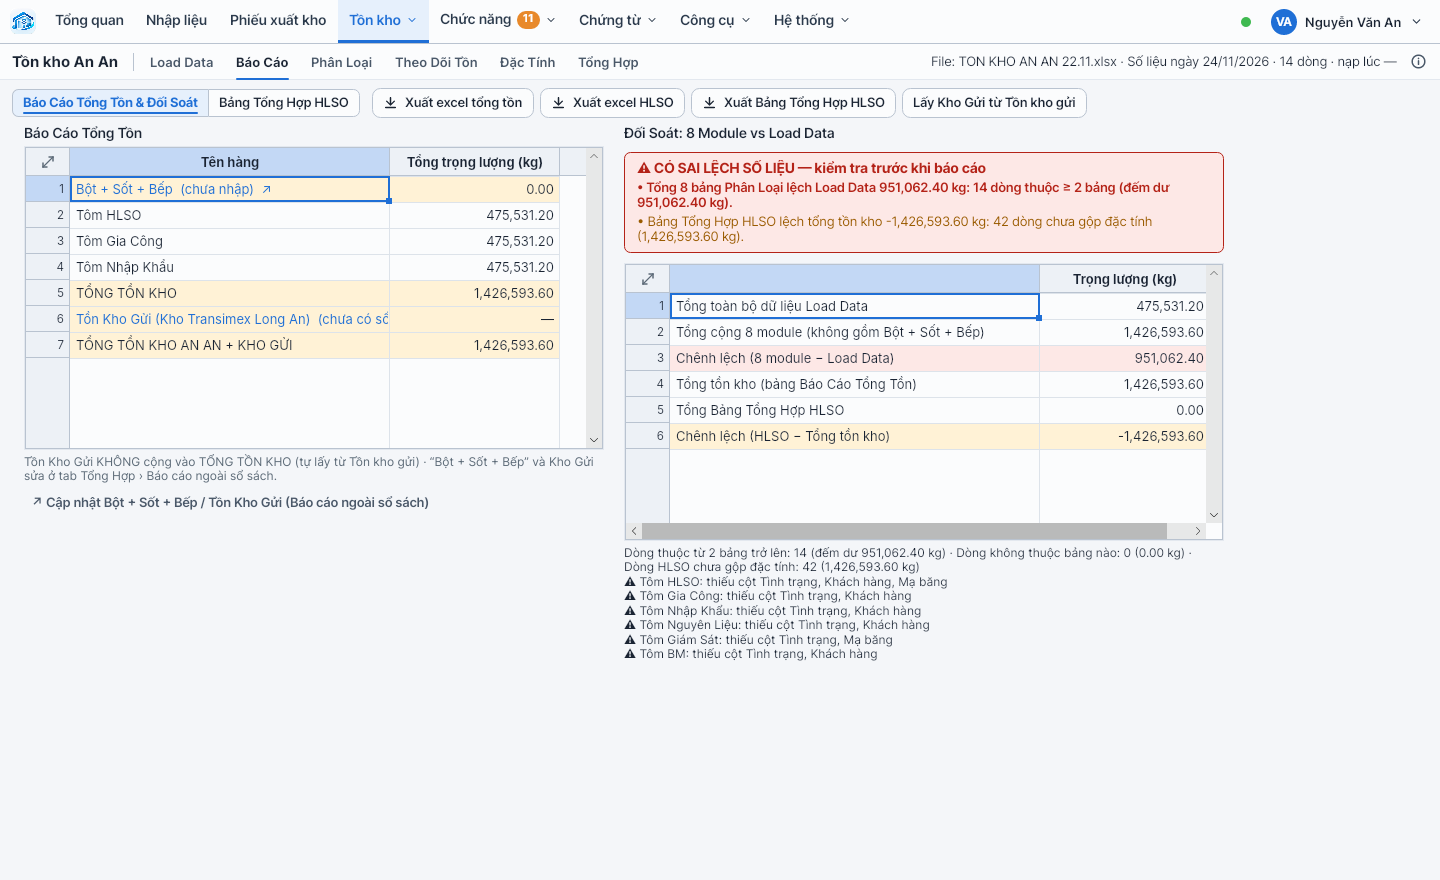 Tổng quan
Nhập liệu
Phiếu xuất kho
Tồn kho
Chức năng 11
Chứng từ
Công cụ
Hệ thống
VA Nguyễn Văn An
Tồn kho An An
Load Data
Báo Cáo
Phân Loại
Theo Dõi Tồn
Đặc Tính
Tổng Hợp
File: TON KHO AN AN 22.11.xlsx · Số liệu ngày 24/11/2026 · 14 dòng · nạp lúc —
Báo Cáo Tổng Tồn & Đối Soát
Bảng Tổng Hợp HLSO
Xuất excel tổng tồn
Xuất excel HLSO
Xuất Bảng Tổng Hợp HLSO
Lấy Kho Gửi từ Tồn kho gửi
Báo Cáo Tổng Tồn
Tên hàng Tổng trọng lượng (kg)
1 Bột + Sốt + Bếp (chưa nhập) ↗ 0.00
2 Tôm HLSO 475,531.20
3 Tôm Gia Công 475,531.20
4 Tôm Nhập Khẩu 475,531.20
5 TỔNG TỒN KHO 1,426,593.60
6 Tồn Kho Gửi (Kho Transimex Long An) (chưa có số —
7 TỔNG TỒN KHO AN AN + KHO GỬI 1,426,593.60
Tồn Kho Gửi KHÔNG cộng vào TỔNG TỒN KHO (tự lấy từ Tồn kho gửi) · “Bột + Sốt + Bếp” và Kho Gửi
sửa ở tab Tổng Hợp › Báo cáo ngoài sổ sách.
↗ Cập nhật Bột + Sốt + Bếp / Tồn Kho Gửi (Báo cáo ngoài sổ sách)
Đối Soát: 8 Module vs Load Data
⚠ CÓ SAI LỆCH SỐ LIỆU — kiểm tra trước khi báo cáo
• Tổng 8 bảng Phân Loại lệch Load Data 951,062.40 kg: 14 dòng thuộc ≥ 2 bảng (đếm dư
951,062.40 kg).
• Bảng Tổng Hợp HLSO lệch tổng tồn kho -1,426,593.60 kg: 42 dòng chưa gộp đặc tính
(1,426,593.60 kg).
Trọng lượng (kg)
1 Tổng toàn bộ dữ liệu Load Data 475,531.20
2 Tổng cộng 8 module (không gồm Bột + Sốt + Bếp) 1,426,593.60
3 Chênh lệch (8 module − Load Data) 951,062.40
4 Tổng tồn kho (bảng Báo Cáo Tổng Tồn) 1,426,593.60
5 Tổng Bảng Tổng Hợp HLSO 0.00
6 Chênh lệch (HLSO − Tổng tồn kho) -1,426,593.60
Dòng thuộc từ 2 bảng trở lên: 14 (đếm dư 951,062.40 kg) · Dòng không thuộc bảng nào: 0 (0.00 kg) ·
Dòng HLSO chưa gộp đặc tính: 42 (1,426,593.60 kg)
⚠ Tôm HLSO: thiếu cột Tình trạng, Khách hàng, Mạ băng
⚠ Tôm Gia Công: thiếu cột Tình trạng, Khách hàng
⚠ Tôm Nhập Khẩu: thiếu cột Tình trạng, Khách hàng
⚠ Tôm Nguyên Liệu: thiếu cột Tình trạng, Khách hàng
⚠ Tôm Giám Sát: thiếu cột Tình trạng, Mạ băng
⚠ Tôm BM: thiếu cột Tình trạng, Khách hàng